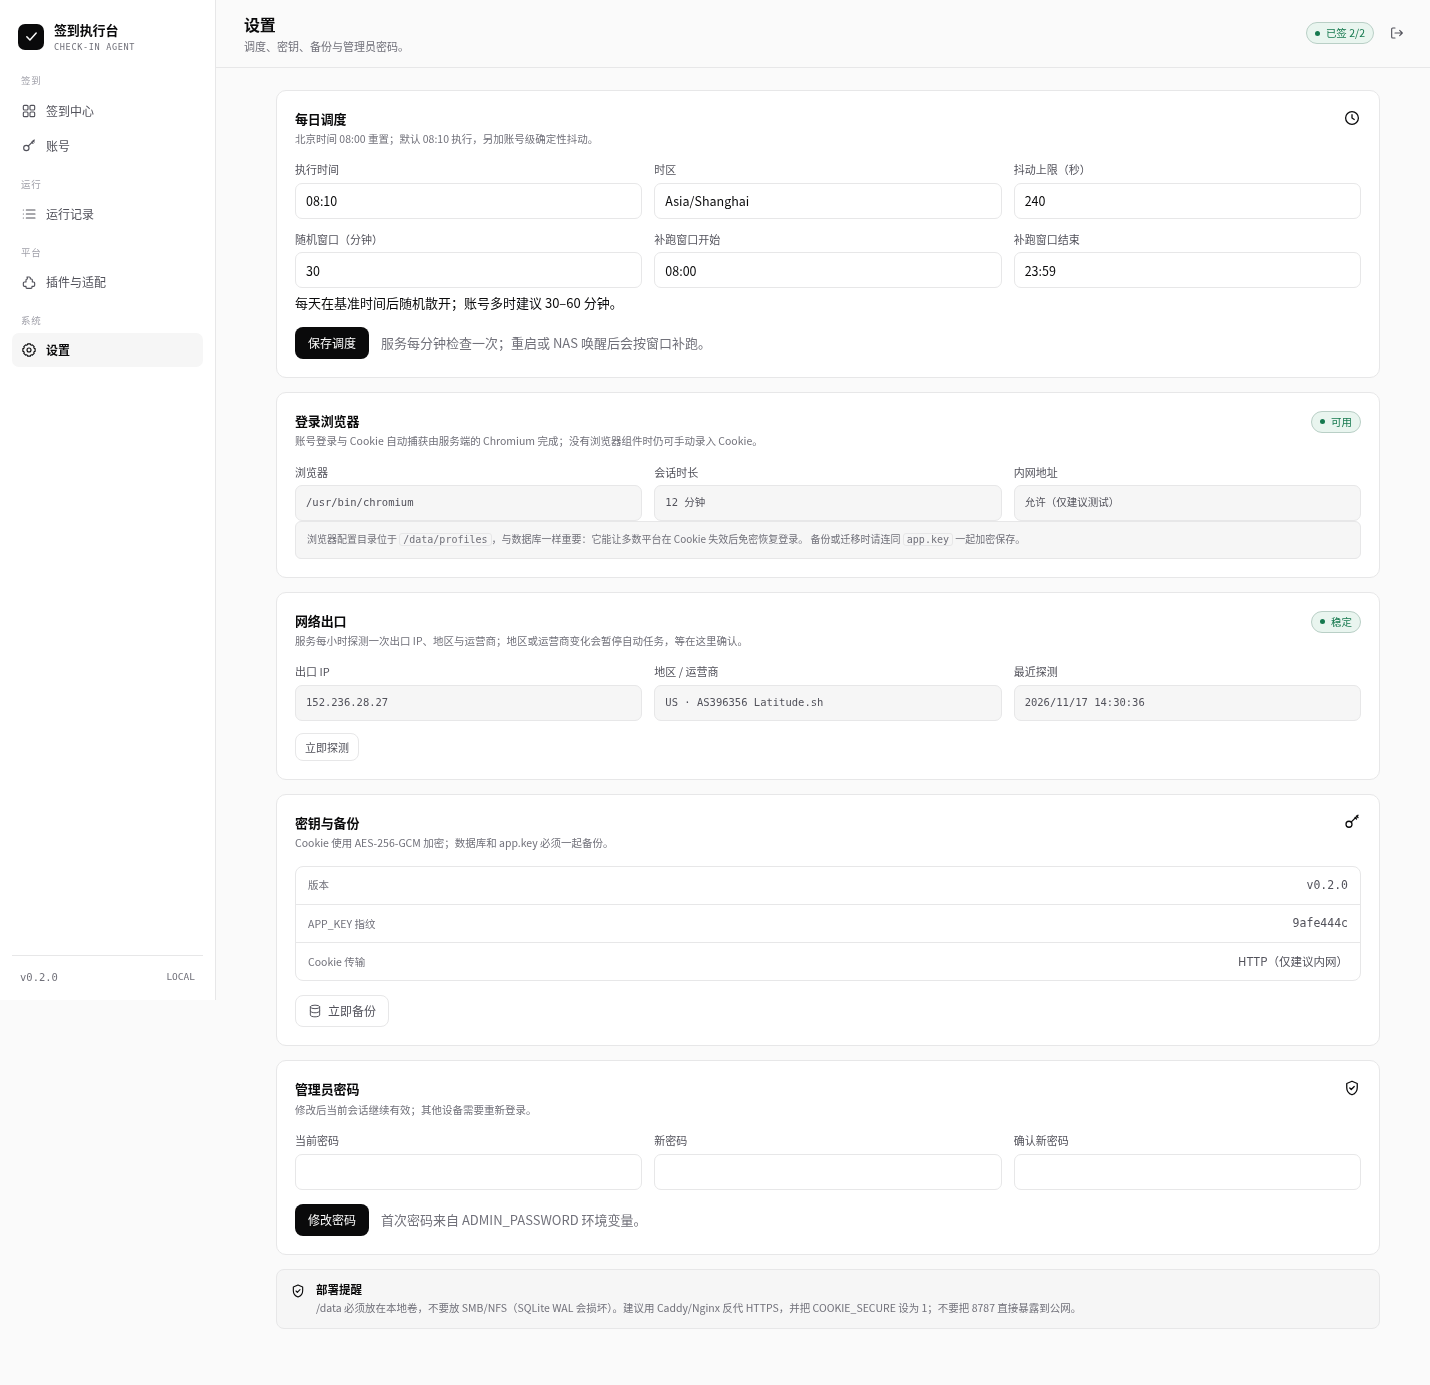 签到执行台
CHECK-IN AGENT
签到
签到中心
账号
运行
运行记录
平台
插件与适配
系统
设置
v0.2.0 LOCAL
设置
调度、密钥、备份与管理员密码。
已签 2/2
每日调度
北京时间 08:00 重置；默认 08:10 执行，另加账号级确定性抖动。
执行时间 时区 抖动上限（秒）
08:10 Asia/Shanghai 240
随机窗口（分钟） 补跑窗口开始 补跑窗口结束
30 08:00 23:59
每天在基准时间后随机散开；账号多时建议 30–60 分钟。
保存调度 服务每分钟检查一次；重启或 NAS 唤醒后会按窗口补跑。
登录浏览器 可用
账号登录与 Cookie 自动捕获由服务端的 Chromium 完成；没有浏览器组件时仍可手动录入 Cookie。
浏览器 会话时长 内网地址
/usr/bin/chromium 12 分钟 允许（仅建议测试）
浏览器配置目录位于 /data/profiles，与数据库一样重要：它能让多数平台在 Cookie 失效后免密恢复登录。 备份或迁移时请连同 app.key 一起加密保存。
网络出口 稳定
服务每小时探测一次出口 IP、地区与运营商；地区或运营商变化会暂停自动任务，等在这里确认。
出口 IP 地区 / 运营商 最近探测
152.236.28.27 US · AS396356 Latitude.sh 2026/11/17 14:30:36
立即探测
密钥与备份
Cookie 使用 AES-256-GCM 加密；数据库和 app.key 必须一起备份。
版本 v0.2.0
APP_KEY 指纹 9afe444c
Cookie 传输 HTTP（仅建议内网）
立即备份
管理员密码
修改后当前会话继续有效；其他设备需要重新登录。
当前密码 新密码 确认新密码
修改密码 首次密码来自 ADMIN_PASSWORD 环境变量。
部署提醒
/data 必须放在本地卷，不要放 SMB/NFS（SQLite WAL 会损坏）。建议用 Caddy/Nginx 反代 HTTPS，并把 COOKIE_SECURE 设为 1；不要把 8787 直接暴露到公网。